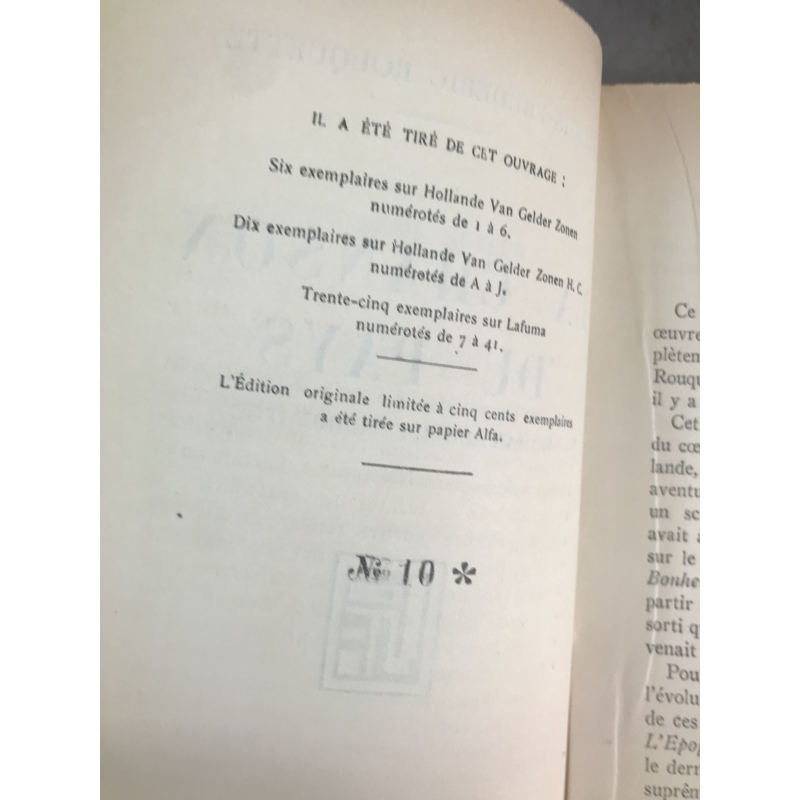 IL A ÉTÉ TIRÉ DE CET OUVRAGE :
Six exemplaires sur Hollande Van Gelder Zonen
numérotés de 1 à 6.
Dix exemplaires sur Hollande Van Gelder Zonen H. C.
numérotés de A à J.
Trente-cinq exemplaires sur Lafuma
numérotés de 7 à 41.
L'Édition originale limitée à cinq cents exemplaires
a été tirée sur papier Alfa.
No 10 *
Ce
œuvre
plèten
Rouqu
il y a
Cet
du cœ
lande,
aventu
un sc
avait
sur le
Bonhe
partir
sorti q
venait
Pou
l'évolu
de ces
L'Epop
le dern
suprêm